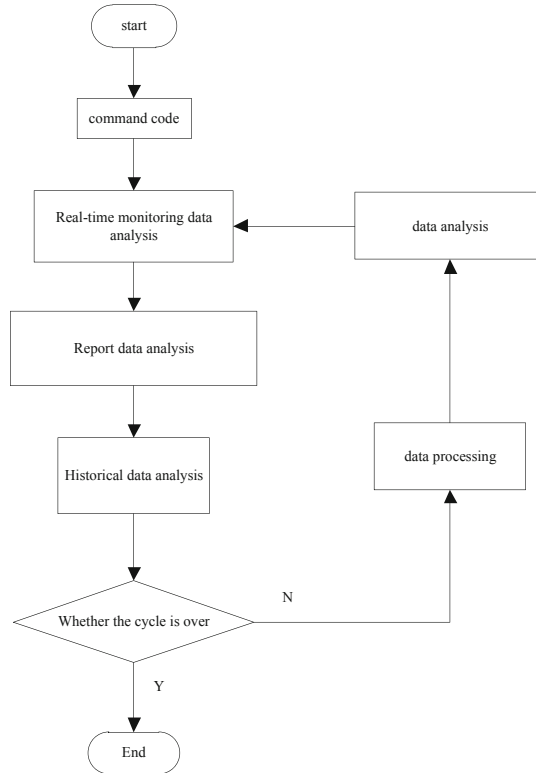 start
command code
Real-time monitoring data
analysis
data analysis
Report data analysis
Historical data analysis
data processing
Whether the cycle is over
N
Y
End